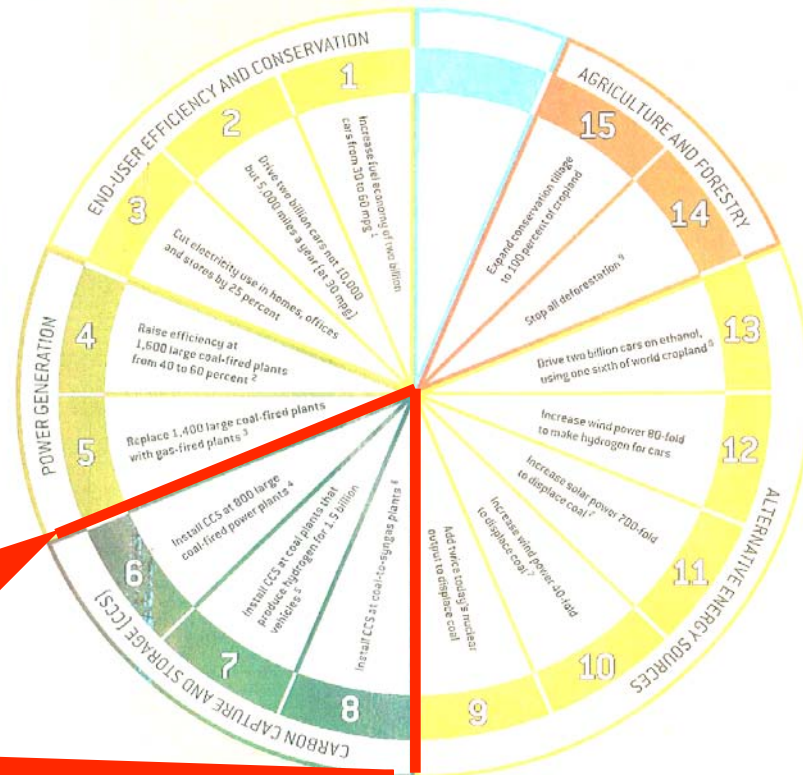 END-USER EFFICIENCY AND CONSERVATION
1
Increase fuel economy of two billion
cars from 30 to 60 mpg 1
2
Drive two billion cars not 10,000
but 5,000 miles a year [at 30 mpg]
3
Cut electricity use in homes, offices
and stores by 25 percent
POWER GENERATION
4
Raise efficiency at
1,600 large coal-fired plants
from 40 to 60 percent 2
5
Replace 1,400 large coal-fired plants
with gas-fired plants 3
CARBON CAPTURE AND STORAGE [CCS]
6
Install CCS at 800 large
coal-fired power plants 4
7
Install CCS at coal plants that
produce hydrogen for 1.5 billion
vehicles 5
8
Install CCS at coal-to-syngas plants 6
ALTERNATIVE ENERGY SOURCES
9
Add twice today's nuclear
output to displace coal
10
Increase wind power 40-fold
to displace coal 7
11
Increase solar power 700-fold
to displace coal 7
12
Increase wind power 80-fold
to make hydrogen for cars
13
Drive two billion cars on ethanol,
using one sixth of world cropland 8
AGRICULTURE AND FORESTRY
14
Stop all deforestation 9
15
Expand conservation tillage
to 100 percent of cropland